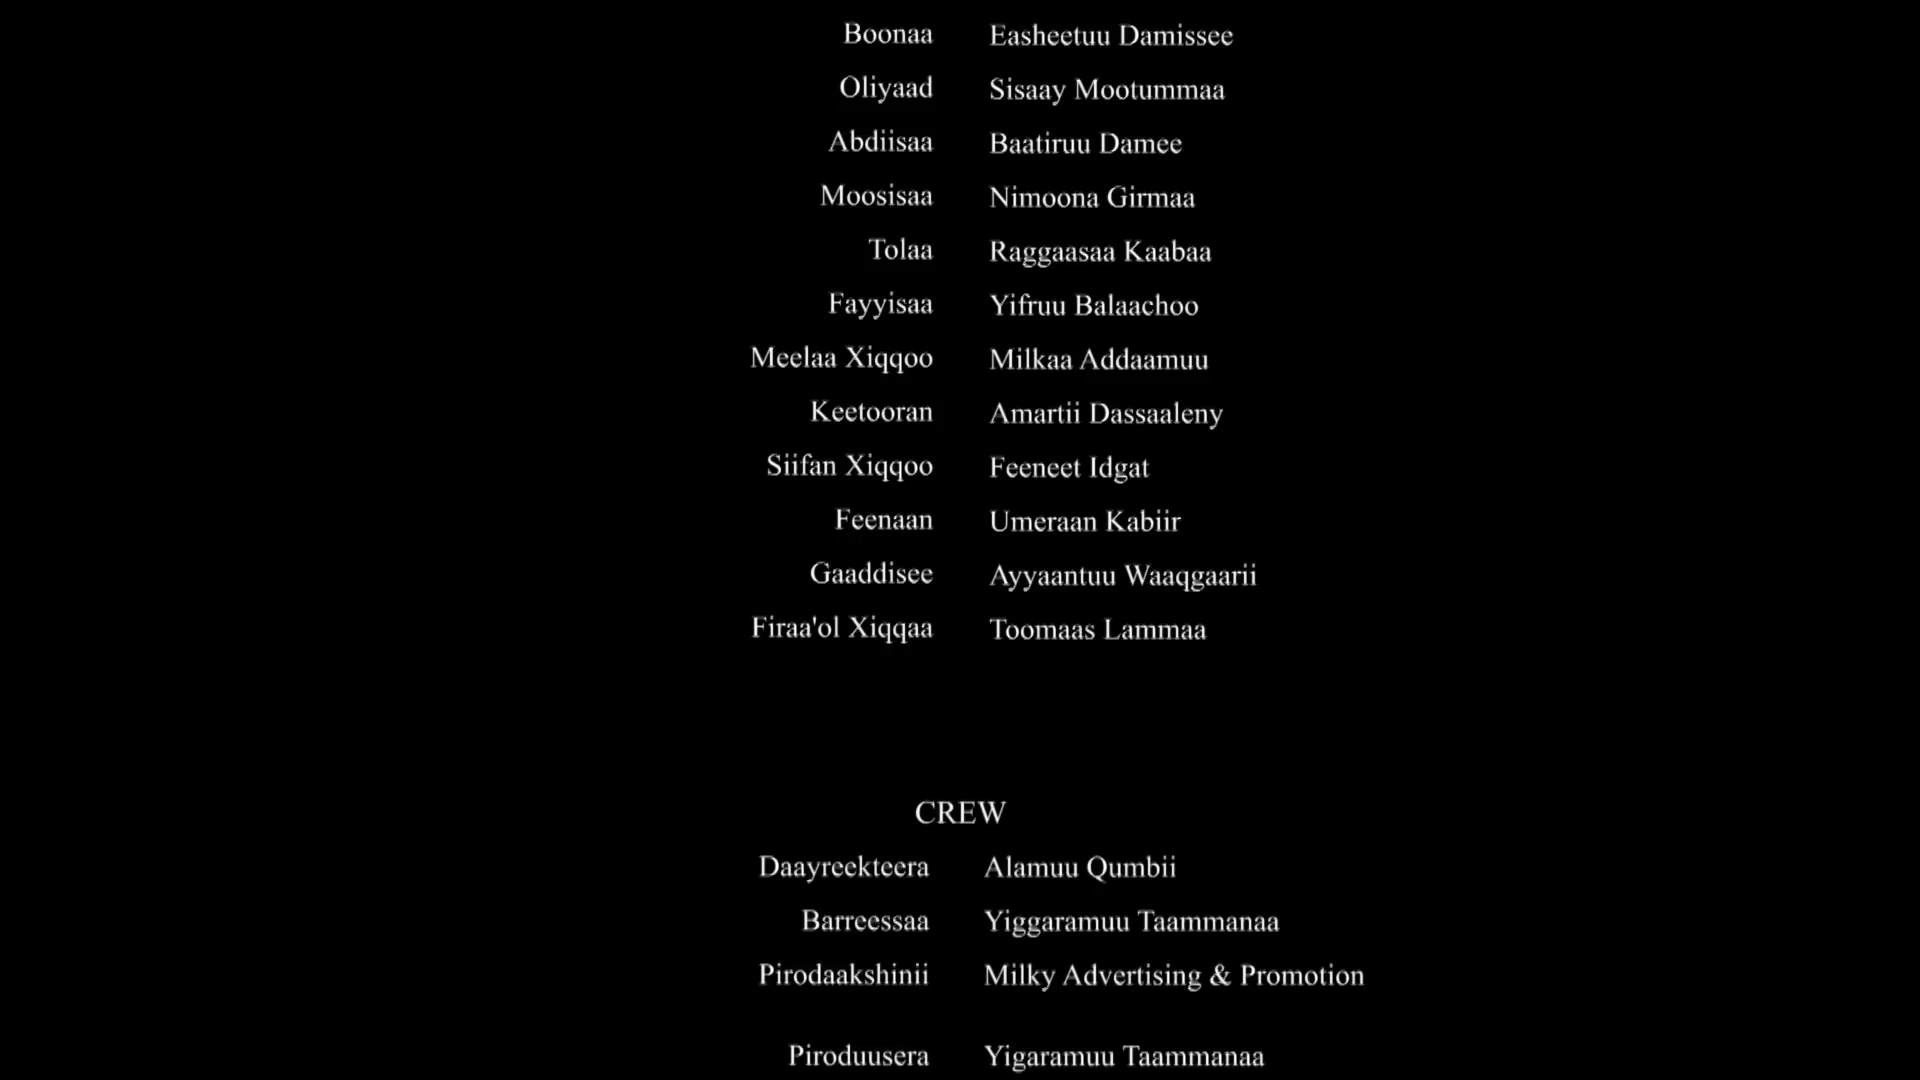 Boonaa Easheetuu Damissee
Oliyaad Sisaay Mootummaa
Abdiisaa Baatiruu Damee
Moosisaa Nimoona Girmaa
Tolaa Raggaasaa Kaabaa
Fayyisaa Yifruu Balaachoo
Meelaa Xiqqoo Milkaa Addaamuu
Keetooran Amartii Dassaaleny
Siifan Xiqqoo Feeneet Idgat
Feenaan Umeraan Kabiir
Gaaddisee Ayyaantuu Waaqgaarii
Firaa'ol Xiqqaa Toomaas Lammaa
CREW
Daayreekteera Alamuu Qumbii
Barreessaa Yiggaramuu Taammanaa
Pirodaakshinii Milky Advertising & Promotion
Piroduusera Yigaramuu Taammanaa